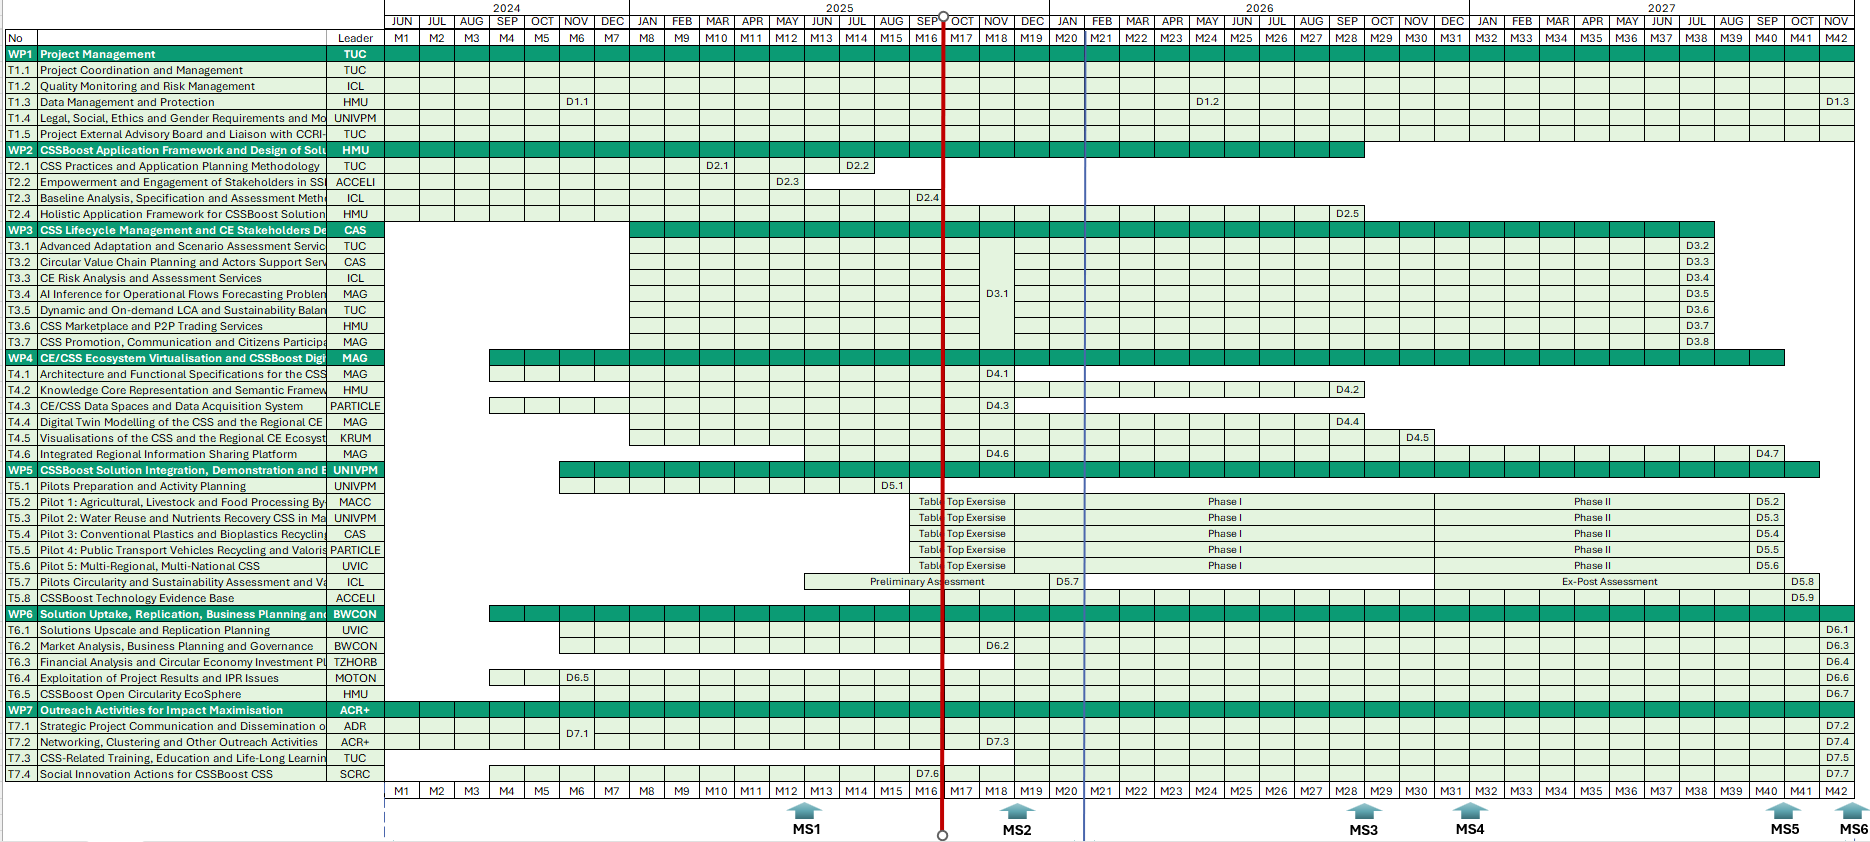 2024 2025 2026 2027
JUN JUL AUG SEP OCT NOV DEC JAN FEB MAR APR MAY JUN JUL AUG SEP OCT NOV DEC JAN FEB MAR APR MAY JUN JUL AUG SEP OCT NOV DEC JAN FEB MAR APR MAY JUN JUL AUG SEP OCT NOV
No Leader M1 M2 M3 M4 M5 M6 M7 M8 M9 M10 M11 M12 M13 M14 M15 M16 M17 M18 M19 M20 M21 M22 M23 M24 M25 M26 M27 M28 M29 M30 M31 M32 M33 M34 M35 M36 M37 M38 M39 M40 M41 M42
WP1 Project Management TUC
T1.1 Project Coordination and Management TUC
T1.2 Quality Monitoring and Risk Management ICL
T1.3 Data Management and Protection HMU D1.1 D1.2 D1.3
T1.4 Legal, Social, Ethics and Gender Requirements and Mo UNIVPM
T1.5 Project External Advisory Board and Liaison with CCRI- TUC
WP2 CSSBoost Application Framework and Design of Solu HMU
T2.1 CSS Practices and Application Planning Methodology TUC D2.1 D2.2
T2.2 Empowerment and Engagement of Stakeholders in SSI ACCELI D2.3
T2.3 Baseline Analysis, Specification and Assessment Meth ICL D2.4
T2.4 Holistic Application Framework for CSSBoost Solution HMU D2.5
WP3 CSS Lifecycle Management and CE Stakeholders De CAS
T3.1 Advanced Adaptation and Scenario Assessment Servic TUC D3.2
T3.2 Circular Value Chain Planning and Actors Support Serv CAS D3.3
T3.3 CE Risk Analysis and Assessment Services ICL D3.4
T3.4 AI Inference for Operational Flows Forecasting Problen MAG D3.1 D3.5
T3.5 Dynamic and On-demand LCA and Sustainability Balan TUC D3.6
T3.6 CSS Marketplace and P2P Trading Services HMU D3.7
T3.7 CSS Promotion, Communication and Citizens Participa MAG D3.8
WP4 CE/CSS Ecosystem Virtualisation and CSSBoost Digi MAG
T4.1 Architecture and Functional Specifications for the CSS MAG D4.1
T4.2 Knowledge Core Representation and Semantic Framew HMU D4.2
T4.3 CE/CSS Data Spaces and Data Acquisition System PARTICLE D4.3
T4.4 Digital Twin Modelling of the CSS and the Regional CE MAG D4.4
T4.5 Visualisations of the CSS and the Regional CE Ecosyst KRUM D4.5
T4.6 Integrated Regional Information Sharing Platform MAG D4.6 D4.7
WP5 CSSBoost Solution Integration, Demonstration and E UNIVPM
T5.1 Pilots Preparation and Activity Planning UNIVPM D5.1
T5.2 Pilot 1: Agricultural, Livestock and Food Processing By- MACC Table Top Exersise Phase I Phase II D5.2
T5.3 Pilot 2: Water Reuse and Nutrients Recovery CSS in Ma UNIVPM Table Top Exersise Phase I Phase II D5.3
T5.4 Pilot 3: Conventional Plastics and Bioplastics Recycling CAS Table Top Exersise Phase I Phase II D5.4
T5.5 Pilot 4: Public Transport Vehicles Recycling and Valoris PARTICLE Table Top Exersise Phase I Phase II D5.5
T5.6 Pilot 5: Multi-Regional, Multi-National CSS UVIC Table Top Exersise Phase I Phase II D5.6
T5.7 Pilots Circularity and Sustainability Assessment and Va ICL Preliminary Assessment D5.7 Ex-Post Assessment D5.8
T5.8 CSSBoost Technology Evidence Base ACCELI D5.9
WP6 Solution Uptake, Replication, Business Planning and BWCON
T6.1 Solutions Upscale and Replication Planning UVIC D6.1
T6.2 Market Analysis, Business Planning and Governance BWCON D6.2 D6.3
T6.3 Financial Analysis and Circular Economy Investment Pl TZHORB D6.4
T6.4 Exploitation of Project Results and IPR Issues MOTON D6.5 D6.6
T6.5 CSSBoost Open Circularity EcoSphere HMU D6.7
WP7 Outreach Activities for Impact Maximisation ACR+
T7.1 Strategic Project Communication and Dissemination o ADR D7.1 D7.2
T7.2 Networking, Clustering and Other Outreach Activities ACR+ D7.3 D7.4
T7.3 CSS-Related Training, Education and Life-Long Learnin TUC D7.5
T7.4 Social Innovation Actions for CSSBoost CSS SCRC D7.6 D7.7
M1 M2 M3 M4 M5 M6 M7 M8 M9 M10 M11 M12 M13 M14 M15 M16 M17 M18 M19 M20 M21 M22 M23 M24 M25 M26 M27 M28 M29 M30 M31 M32 M33 M34 M35 M36 M37 M38 M39 M40 M41 M42
MS1 MS2 MS3 MS4 MS5 MS6